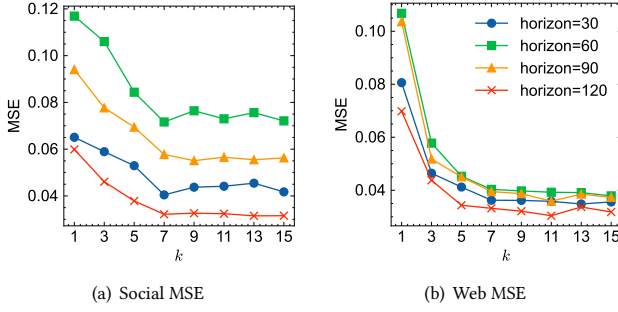 0.12
0.10
0.08
0.06
0.04
MSE
1 3 5 7 9 11 13 15
k
(a) Social MSE
0.10
0.08
0.06
0.04
MSE
horizon=30
horizon=60
horizon=90
horizon=120
1 3 5 7 9 11 13 15
k
(b) Web MSE